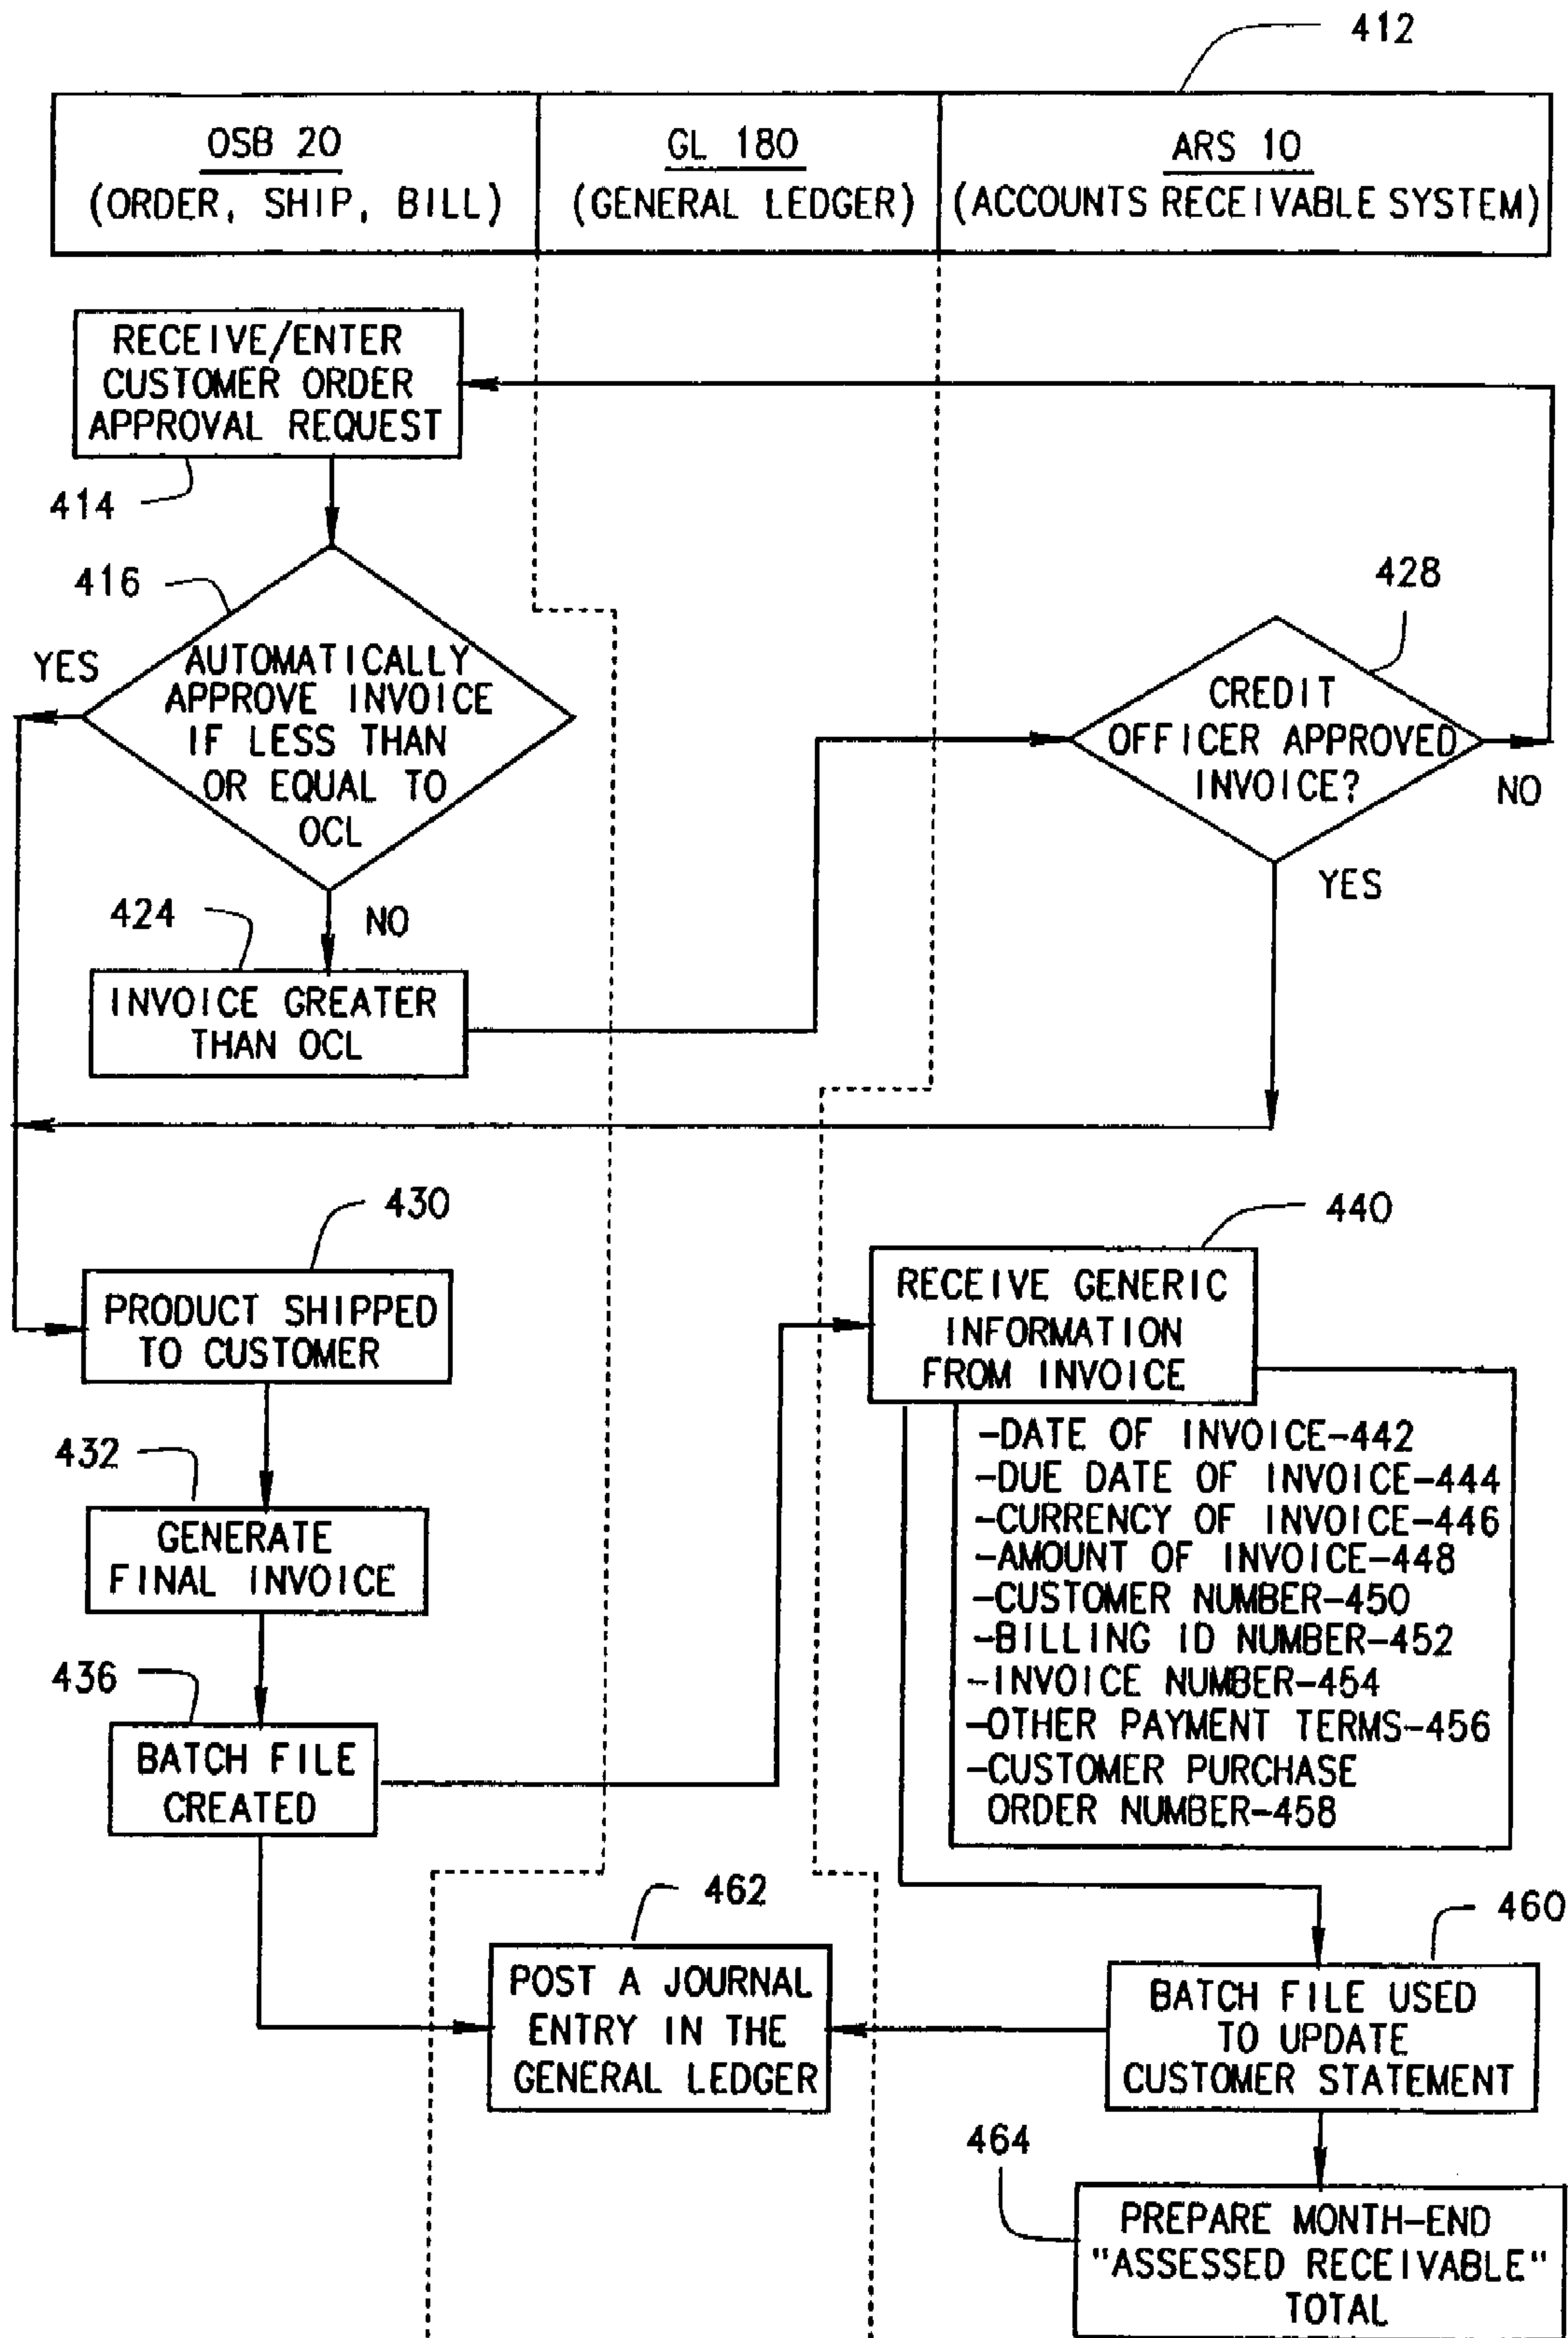 412
OSB 20
(ORDER, SHIP, BILL)
GL 180
(GENERAL LEDGER)
ARS 10
(ACCOUNTS RECEIVABLE SYSTEM)
RECEIVE/ENTER
CUSTOMER ORDER
APPROVAL REQUEST
414
416
YES
AUTOMATICALLY
APPROVE INVOICE
IF LESS THAN
OR EQUAL TO
OCL
NO
424
INVOICE GREATER
THAN OCL
428
CREDIT
OFFICER APPROVED
INVOICE?
NO
YES
430
PRODUCT SHIPPED
TO CUSTOMER
432
GENERATE
FINAL INVOICE
436
BATCH FILE
CREATED
440
RECEIVE GENERIC
INFORMATION
FROM INVOICE
-DATE OF INVOICE-442
-DUE DATE OF INVOICE-444
-CURRENCY OF INVOICE-446
-AMOUNT OF INVOICE-448
-CUSTOMER NUMBER-450
-BILLING ID NUMBER-452
-INVOICE NUMBER-454
-OTHER PAYMENT TERMS-456
-CUSTOMER PURCHASE
ORDER NUMBER-458
462
POST A JOURNAL
ENTRY IN THE
GENERAL LEDGER
460
BATCH FILE USED
TO UPDATE
CUSTOMER STATEMENT
464
PREPARE MONTH-END
"ASSESSED RECEIVABLE"
TOTAL